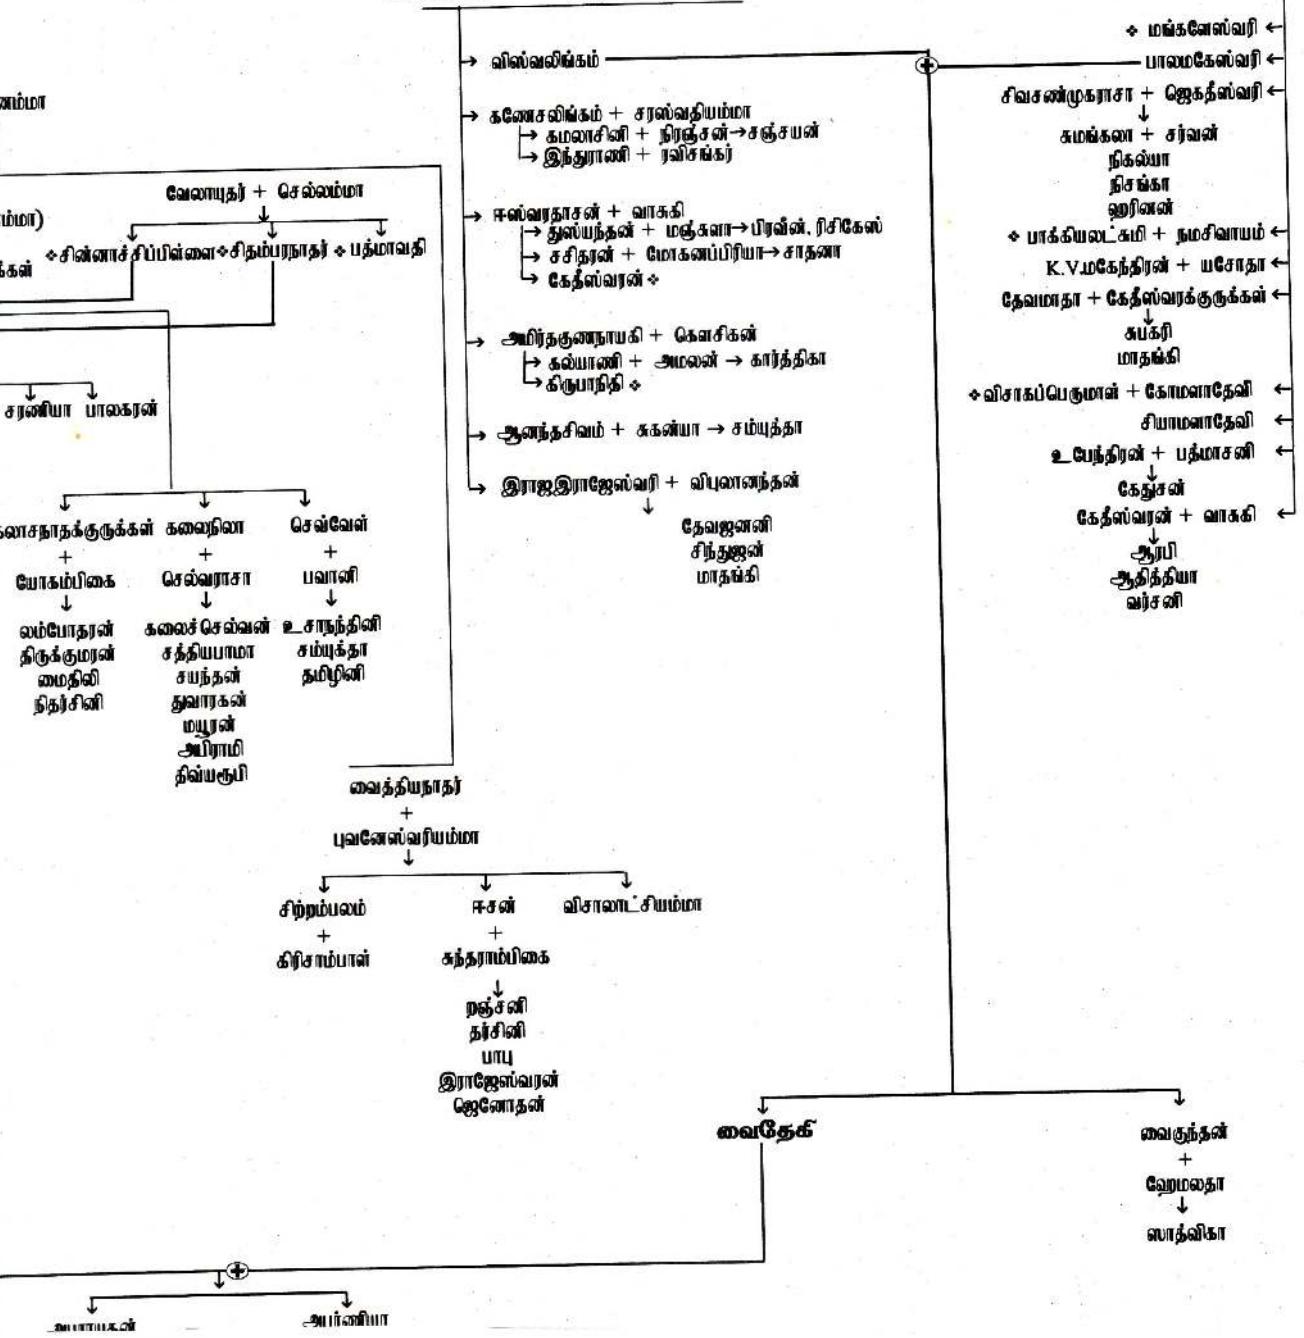 ❖ மங்களேஸ்வரி ←
→ விஸ்வலிங்கம்
பாலமகேஸ்வரி ←
சிவசண்முகராசா + ஜெகதீஸ்வரி ←
சுமங்கலா + சர்வன்
நிகல்யா
நிசங்கா
ஹரினன்
❖ பாக்கியலட்சுமி + நமசிவாயம் ←
K.V.மகேந்திரன் + யசோதா ←
தேவமாதா + கேதீஸ்வரக்குருக்கள் ←
சுபகரி
மாதங்கி
❖ விசாகப்பெருமாள் + கோமளாதேவி ←
சியாமளாதேவி ←
உபேந்திரன் + பத்மாசனி ←
கேதுசன்
கேதீஸ்வரன் + வாசுகி ←
ஆரபி
ஆதித்தியா
வர்சனி
→ கணேசலிங்கம் + சரஸ்வதியம்மா
→ கமலாசினி + நிரஞ்சன் → சஞ்சயன்
→ இந்துராணி + ரவிசங்கர்
→ ஈஸ்வரதாசன் + வாசுகி
→ துஸ்யந்தன் + மஞ்சுளா → பிரவீன், ரிசிகேஸ்
→ சசிதரன் + மோகனப்பிரியா → சாதனா
→ கேதீஸ்வரன் ❖
→ அமிர்தகுணநாயகி + கௌசிகன்
→ கல்யாணி + அமலன் → கார்த்திகா
→ கிருபாநிதி ❖
→ ஆனந்தசிவம் + சுகன்யா → சம்யுத்தா
→ இராஜஇராஜேஸ்வரி + விபுலானந்தன்
தேவஜனனி
சிந்துஜன்
மாதங்கி
னம்மா
ம்மா)
க்கள்
வேலாயுதர் + செல்லம்மா
❖சின்னாச்சிப்பிள்ளை ❖சிதம்பரநாதர் ❖ பத்மாவதி
சரணியா பாலகரன்
லாசநாதக்குருக்கள் கலைநிலா செவ்வேள்
+ + +
யோகம்பிகை செல்வராசா பவானி
லம்போதரன் கலைச்செல்வன் உசாநந்தினி
திருக்குமரன் சத்தியபாமா சம்யுக்தா
மைதிலி சயந்தன் தமிழினி
நிதர்சினி துவாரகன்
மயூரன்
அபிராமி
திவ்யரூபி
வைத்தியநாதர்
+
புவனேஸ்வரியம்மா
சிற்றம்பலம் ஈசன் விசாலாட்சியம்மா
+ +
கிரிசாம்பாள் சுந்தராம்பிகை
றஞ்சனி
தர்சினி
பாபு
இராஜேஸ்வரன்
ஜெனோதன்
வைதேகி வைகுந்தன்
+
ஹேமலதா
ஸாத்விகா
அபர்ணியா